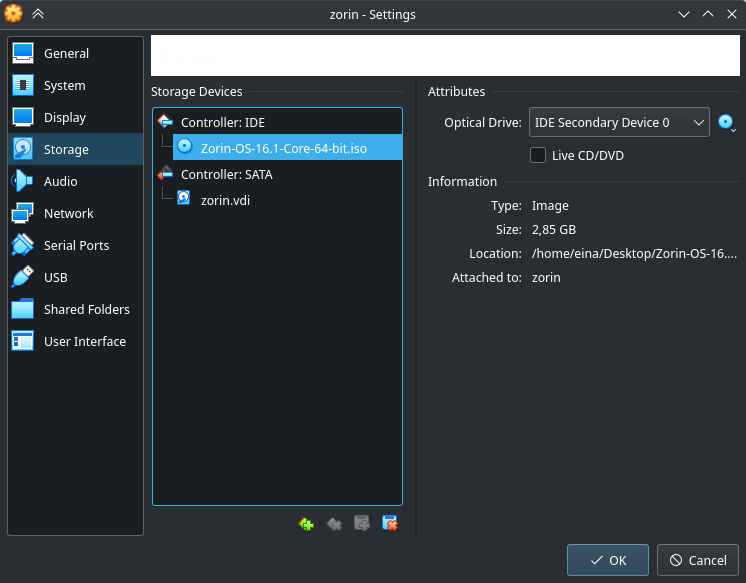 zorin - Settings
General
System
Display
Storage
Audio
Network
Serial Ports
USB
Shared Folders
User Interface
Storage
Storage Devices
Controller: IDE
Zorin-OS-16.1-Core-64-bit.iso
Controller: SATA
zorin.vdi
Attributes
Optical Drive: IDE Secondary Device 0
Live CD/DVD
Information
Type: Image
Size: 2,85 GB
Location: /home/eina/Desktop/Zorin-OS-16....
Attached to: zorin
OK
Cancel